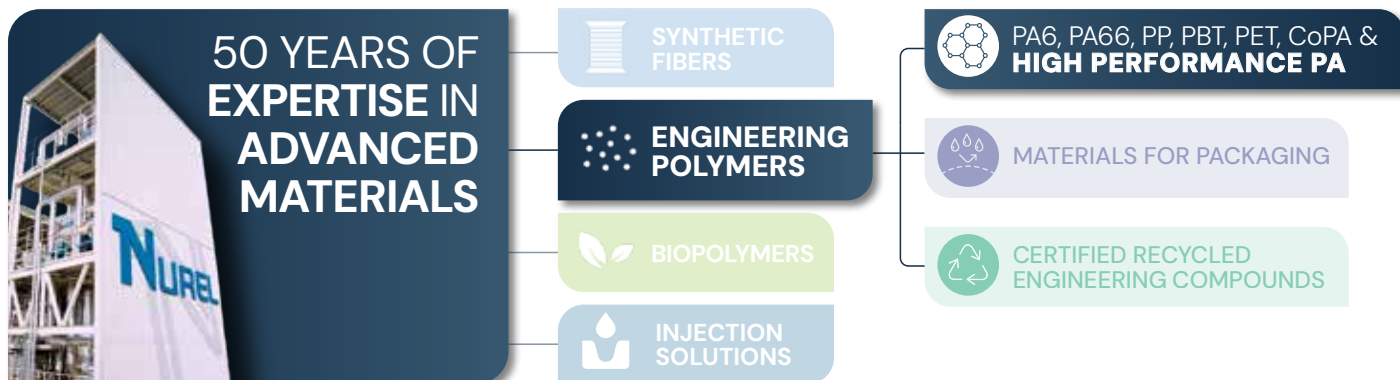 50 YEARS OF
EXPERTISE IN
ADVANCED
MATERIALS
NUREL
SYNTHETIC
FIBERS
ENGINEERING
POLYMERS
BIOPOLYMERS
INJECTION
SOLUTIONS
PA6, PA66, PP, PBT, PET, CoPA &
HIGH PERFORMANCE PA
MATERIALS FOR PACKAGING
CERTIFIED RECYCLED
ENGINEERING COMPOUNDS